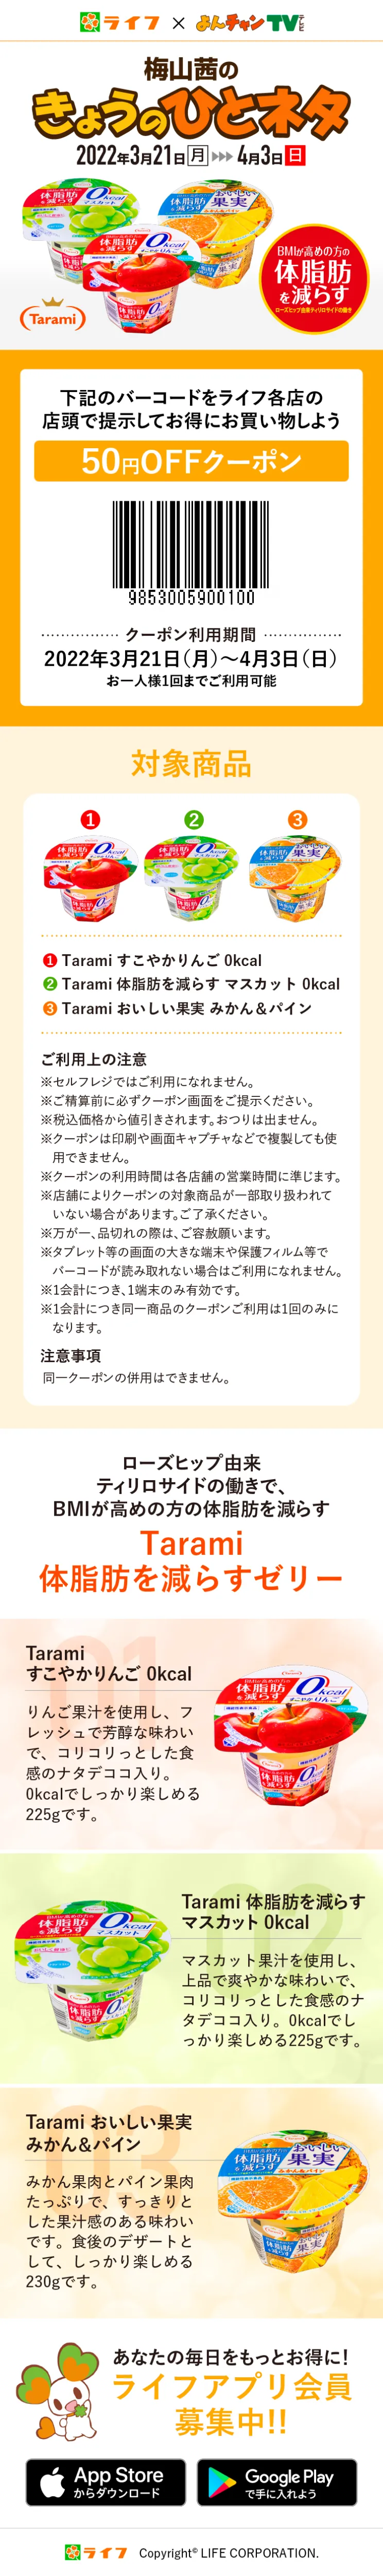 ライフ × よんチャンTV テレビ
梅山茜の
きょうのひとネタ
2022年3月21日月 4月3日日
Tarami
BMIが高めの方の
体脂肪
を減らす
ローズヒップ由来ティリロサイドの働き
下記のバーコードをライフ各店の
店頭で提示してお得にお買い物しよう
50円OFFクーポン
9853005900100
クーポン利用期間
2022年3月21日(月)~4月3日(日)
お一人様1回までご利用可能
対象商品
1 2 3
1 Tarami すこやかりんご 0kcal
2 Tarami 体脂肪を減らす マスカット 0kcal
3 Tarami おいしい果実 みかん&パイン
ご利用上の注意
※セルフレジではご利用になれません。
※ご精算前に必ずクーポン画面をご提示ください。
※税込価格から値引きされます。おつりは出ません。
※クーポンは印刷や画面キャプチャなどで複製しても使
用できません。
※クーポンの利用時間は各店舗の営業時間に準じます。
※店舗によりクーポンの対象商品が一部取り扱われて
いない場合があります。ご了承ください。
※万が一、品切れの際は、ご容赦願います。
※タブレット等の画面の大きな端末や保護フィルム等で
バーコードが読み取れない場合はご利用になれません。
※1会計につき、1端末のみ有効です。
※1会計につき同一商品のクーポンご利用は1回のみに
なります。
注意事項
同一クーポンの併用はできません。
ローズヒップ由来
ティリロサイドの働きで、
BMIが高めの方の体脂肪を減らす
Tarami
体脂肪を減らすゼリー
01
Tarami
すこやかりんご 0kcal
りんご果汁を使用し、フ
レッシュで芳醇な味わい
で、コリコリっとした食
感のナタデココ入り。
0kcalでしっかり楽しめる
225gです。
02
Tarami 体脂肪を減らす
マスカット 0kcal
マスカット果汁を使用し、
上品で爽やかな味わいで、
コリコリっとした食感のナ
タデココ入り。0kcalでし
っかり楽しめる225gです。
03
Tarami おいしい果実
みかん&パイン
みかん果肉とパイン果肉
たっぷりで、すっきりと
した果汁感のある味わい
です。食後のデザートと
して、しっかり楽しめる
230gです。
あなたの毎日をもっとお得に!
ライフアプリ会員
募集中!!
App Store
からダウンロード
Google Play
で手に入れよう
ライフ Copyright© LIFE CORPORATION.